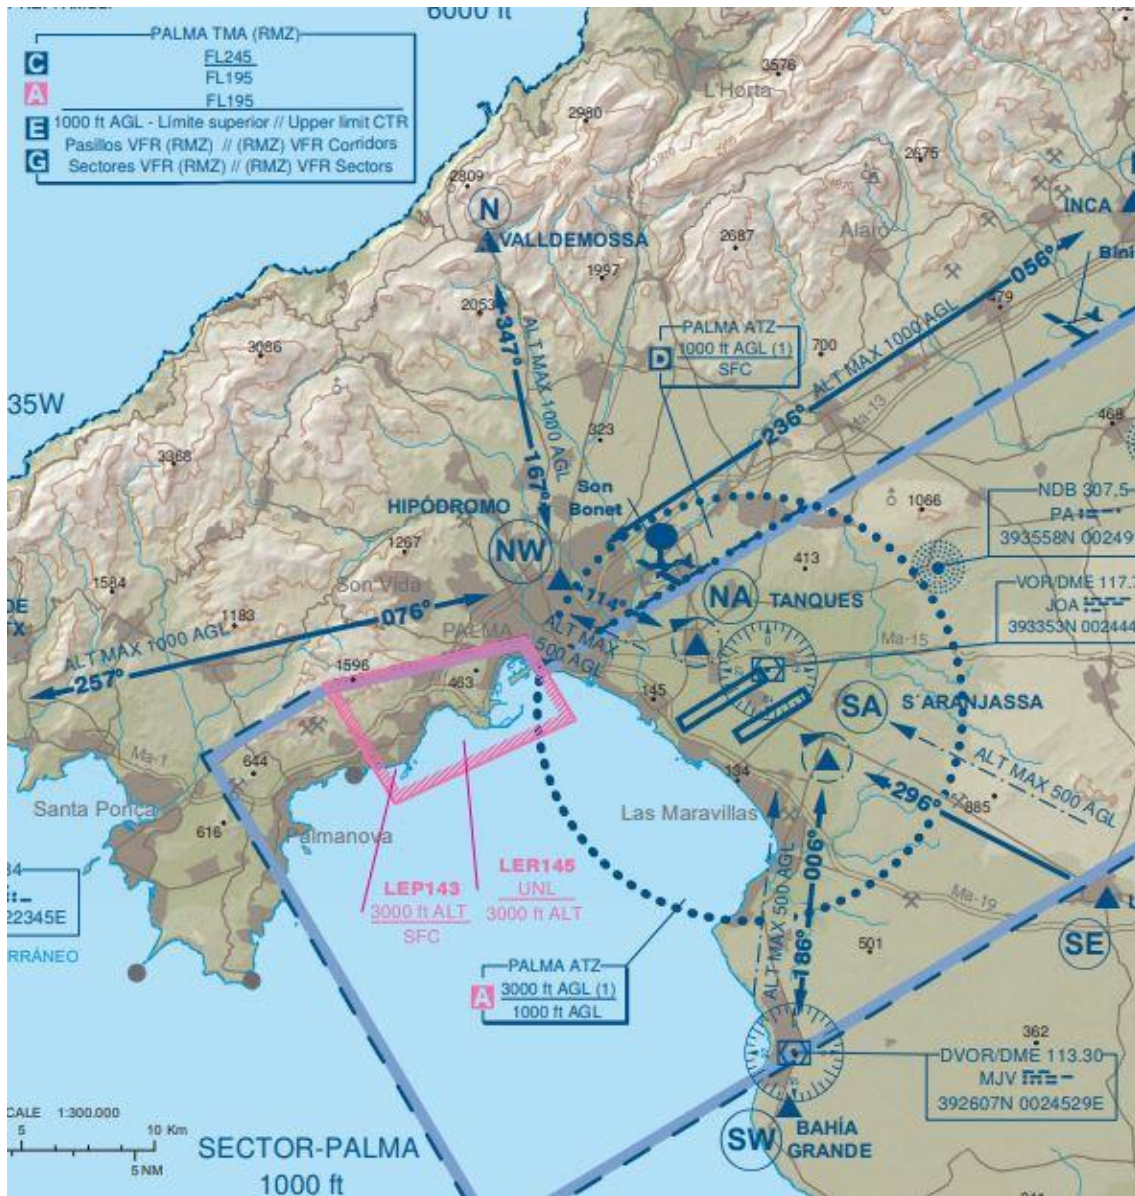 6000 ft
PALMA TMA (RMZ)
C
FL245
FL195
A
FL195
E
1000 ft AGL - Límite superior // Upper limit CTR
G
Pasillos VFR (RMZ) // (RMZ) VFR Corridors
Sectores VFR (RMZ) // (RMZ) VFR Sectors
3576
L'Horta
2980
2675
2809
N
VALLDEMOSSA
INCA
Alaró
2687
1997
056°
Bini
2053
347°
ALT MAX 1000 AGL
479
PALMA ATZ
D
1000 ft AGL (1)
SFC
700
ALT MAX 1000 AGL
3086
35W
Ma-13
468
323
236°
3368
167°
Son
Bonet
HIPÓDROMO
NDB 307.5
PA
393558N 00249
1066
NW
1267
413
1584
Son Vida
VOR/DME 117.
JOA
393353N 002444
DE
NA
TANQUES
114°
1183
076°
PALMA
ALT MAX
500 AGL
Ma-15
ALT MAX 1000 AGL
257°
1596
463
145
SA
S´ARANJASSA
ALT MAX 500 AGL
Ma-1
644
134
296°
885
Santa Ponça
616
Palmanova
Las Maravillas
006°
ALT MAX 500 AGL
LEP143
3000 ft ALT
SFC
LER145
UNL
3000 ft ALT
Ma-19
22345E
RRÁNEO
186°
501
SE
PALMA ATZ
A
3000 ft AGL (1)
1000 ft AGL
362
DVOR/DME 113.30
MJV
392607N 0024529E
CALE 1:300.000
5 10 Km
5 NM
SECTOR-PALMA
1000 ft
SW
BAHÍA
GRANDE